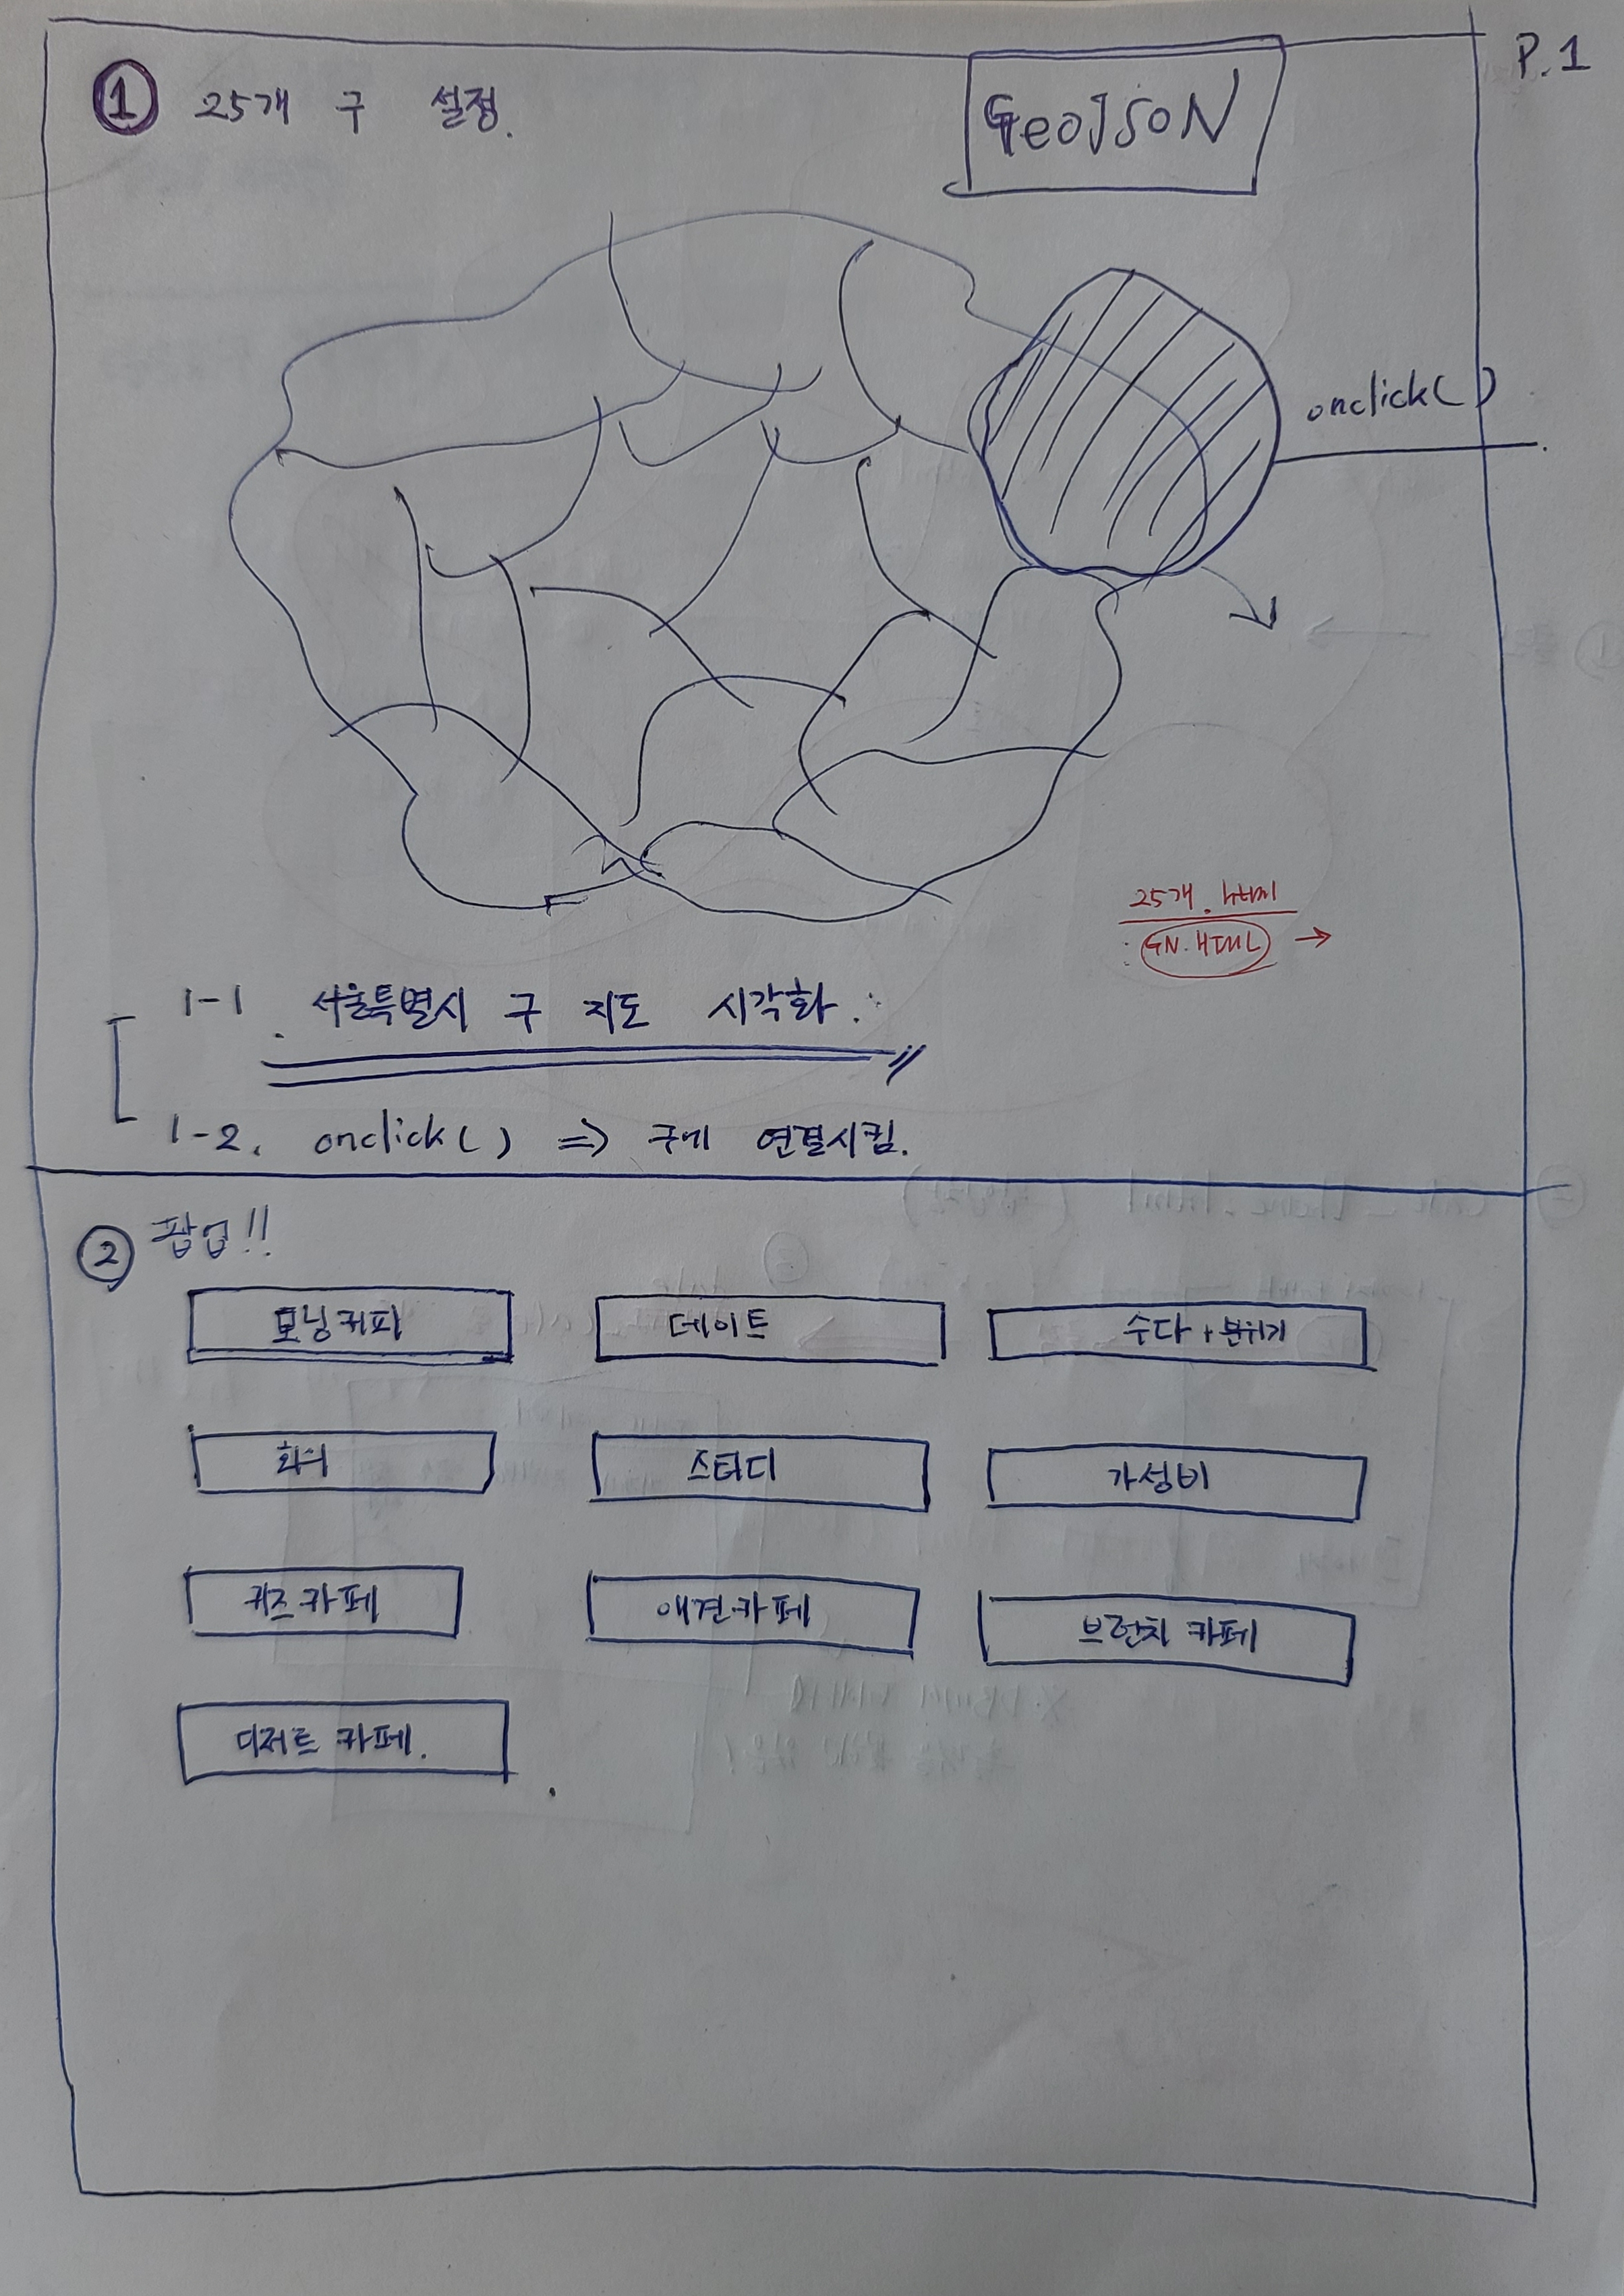 P.1
① 25개 구 설정.
GeoJSON
onclick( )
25개. html
: GN.HTML →
1-1. 서울특별시 구 지도 시각화.
1-2. onclick( ) => 구에 연결시킴.
② 팝업!!
모닝커피
데이트
수다 + 분위기
회의
스터디
가성비
퀴즈카페
애견카페
브런치 카페
디저트 카페.